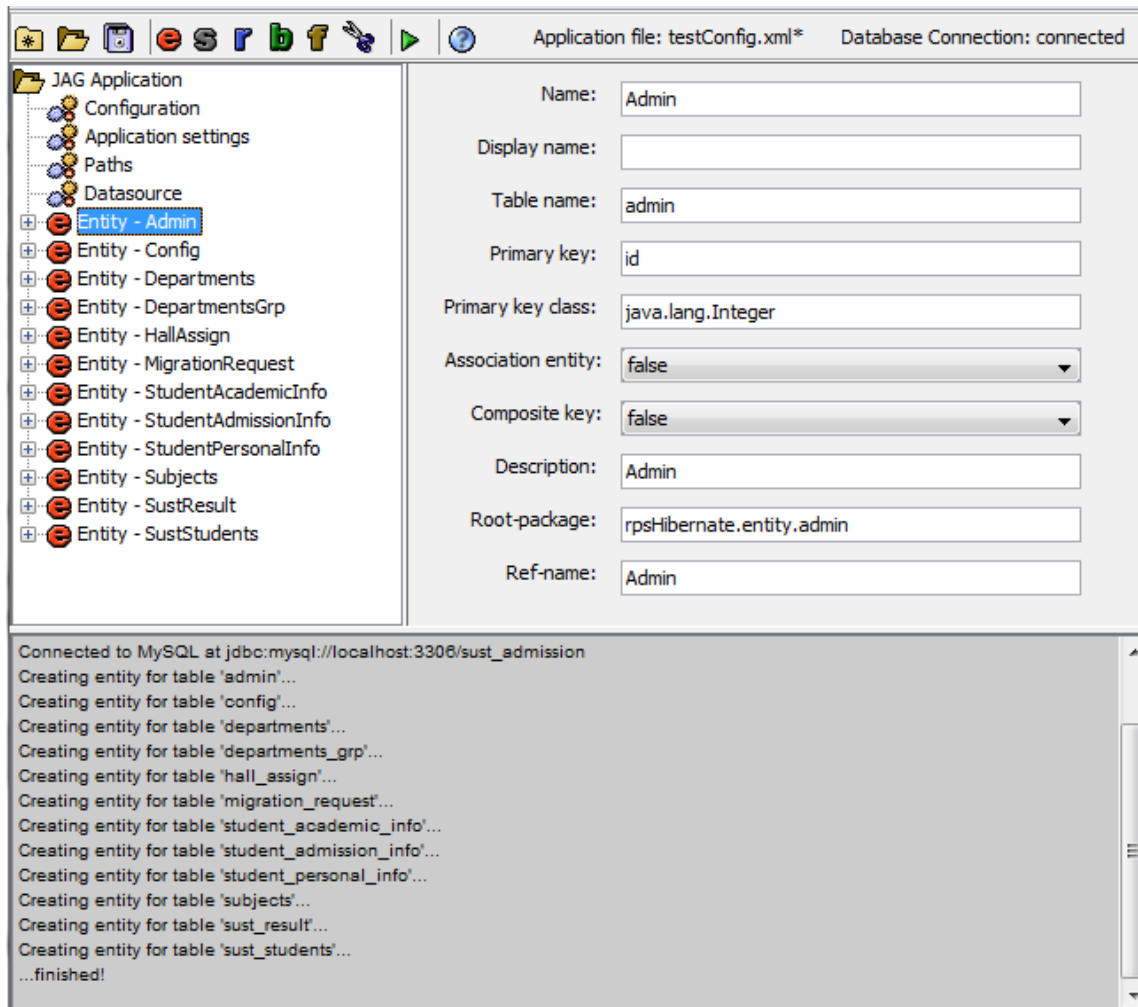 e s r b f Application file: testConfig.xml* Database Connection: connected
JAG Application
Configuration
Application settings
Paths
Datasource
Entity - Admin
Entity - Config
Entity - Departments
Entity - DepartmentsGrp
Entity - HallAssign
Entity - MigrationRequest
Entity - StudentAcademicInfo
Entity - StudentAdmissionInfo
Entity - StudentPersonalInfo
Entity - Subjects
Entity - SustResult
Entity - SustStudents
Name: Admin
Display name:
Table name: admin
Primary key: id
Primary key class: java.lang.Integer
Association entity: false
Composite key: false
Description: Admin
Root-package: rpsHibernate.entity.admin
Ref-name: Admin
Connected to MySQL at jdbc:mysql://localhost:3306/sust_admission
Creating entity for table 'admin'...
Creating entity for table 'config'...
Creating entity for table 'departments'...
Creating entity for table 'departments_grp'...
Creating entity for table 'hall_assign'...
Creating entity for table 'migration_request'...
Creating entity for table 'student_academic_info'...
Creating entity for table 'student_admission_info'...
Creating entity for table 'student_personal_info'...
Creating entity for table 'subjects'...
Creating entity for table 'sust_result'...
Creating entity for table 'sust_students'...
...finished!